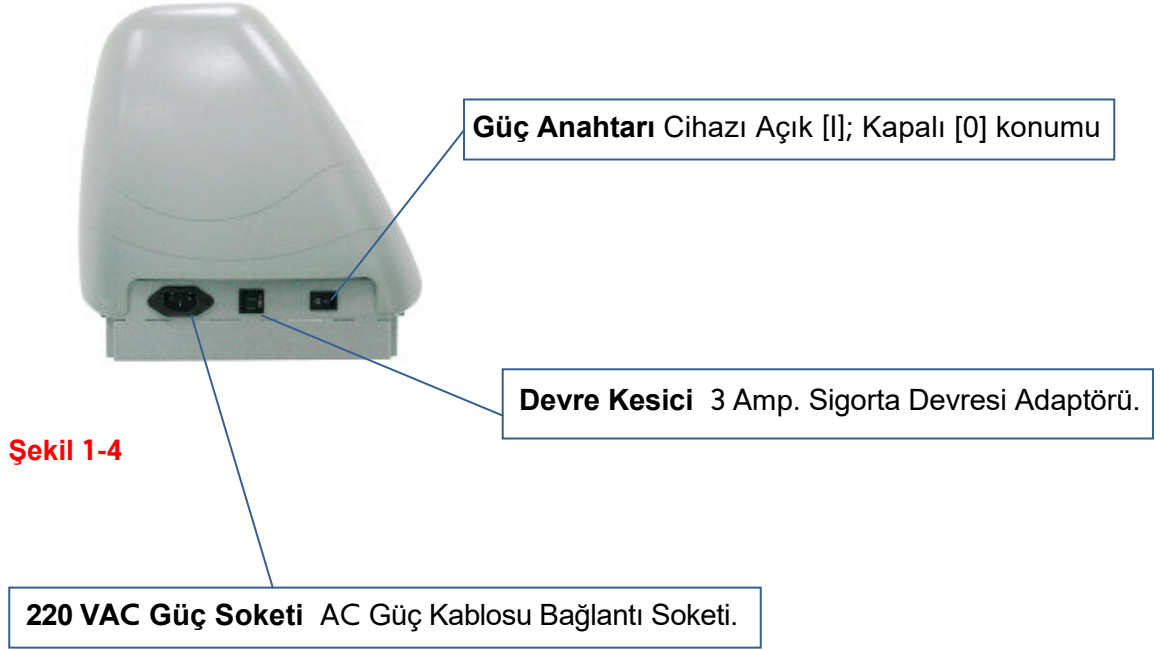 Güç Anahtarı Cihazı Açık [I]; Kapalı [0] konumu
Devre Kesici 3 Amp. Sigorta Devresi Adaptörü.
Şekil 1-4
220 VAC Güç Soketi AC Güç Kablosu Bağlantı Soketi.